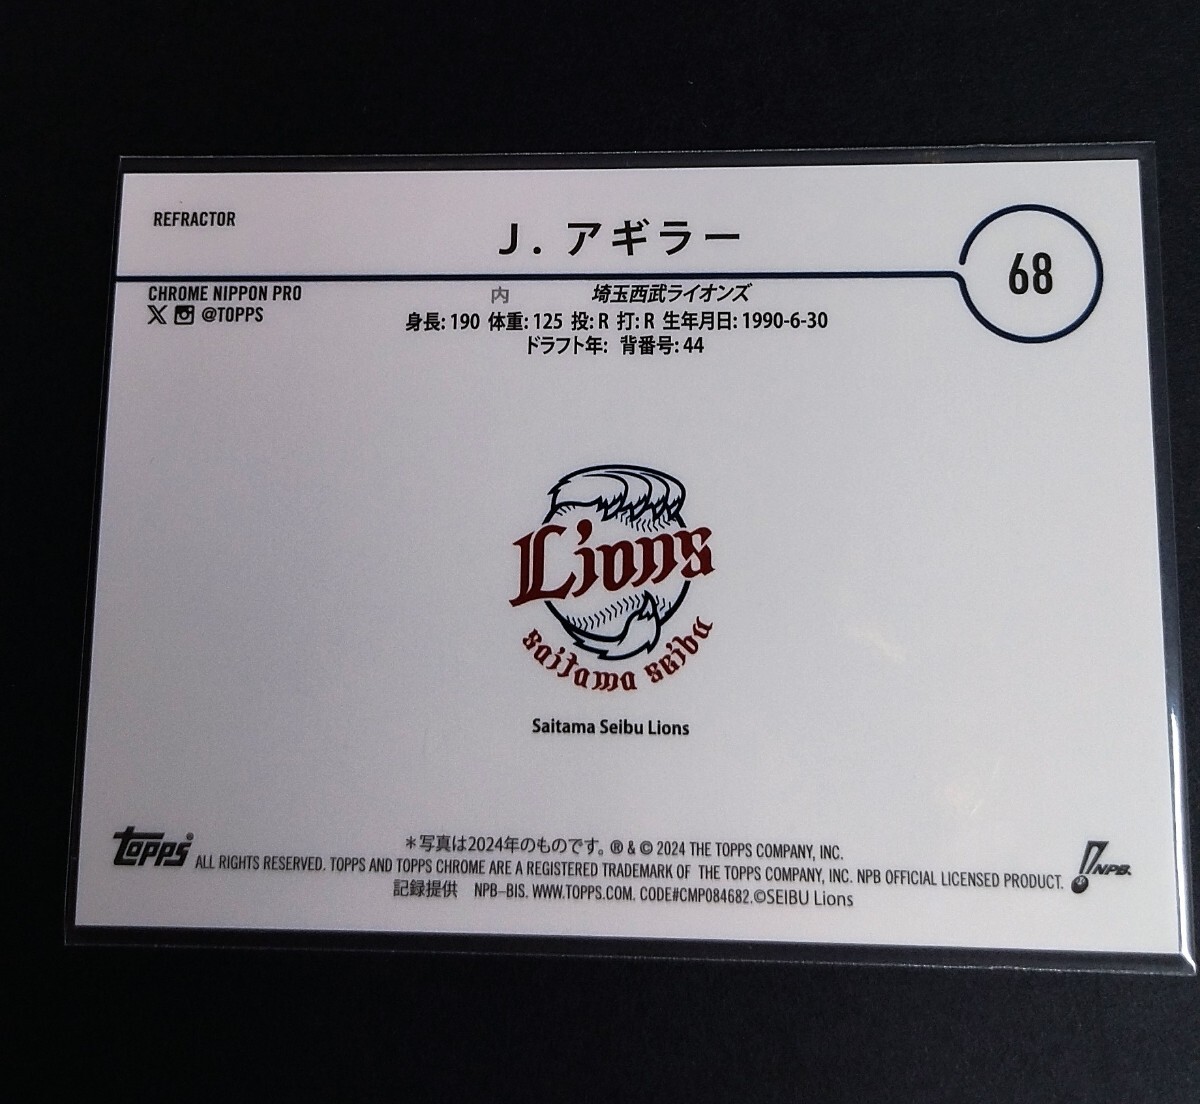 REFRACTOR
J. アギラー
68
CHROME NIPPON PRO
@TOPPS
内 埼玉西武ライオンズ
身長: 190 体重: 125 投: R 打: R 生年月日: 1990-6-30
ドラフト年: 背番号: 44
Lions
saitama seibu
Saitama Seibu Lions
Topps®
＊写真は2024年のものです。 ® & © 2024 THE TOPPS COMPANY, INC.
ALL RIGHTS RESERVED. TOPPS AND TOPPS CHROME ARE A REGISTERED TRADEMARK OF THE TOPPS COMPANY, INC. NPB OFFICIAL LICENSED PRODUCT.
記録提供 NPB-BIS. WWW.TOPPS.COM. CODE#CMP084682.©SEIBU Lions
NPB